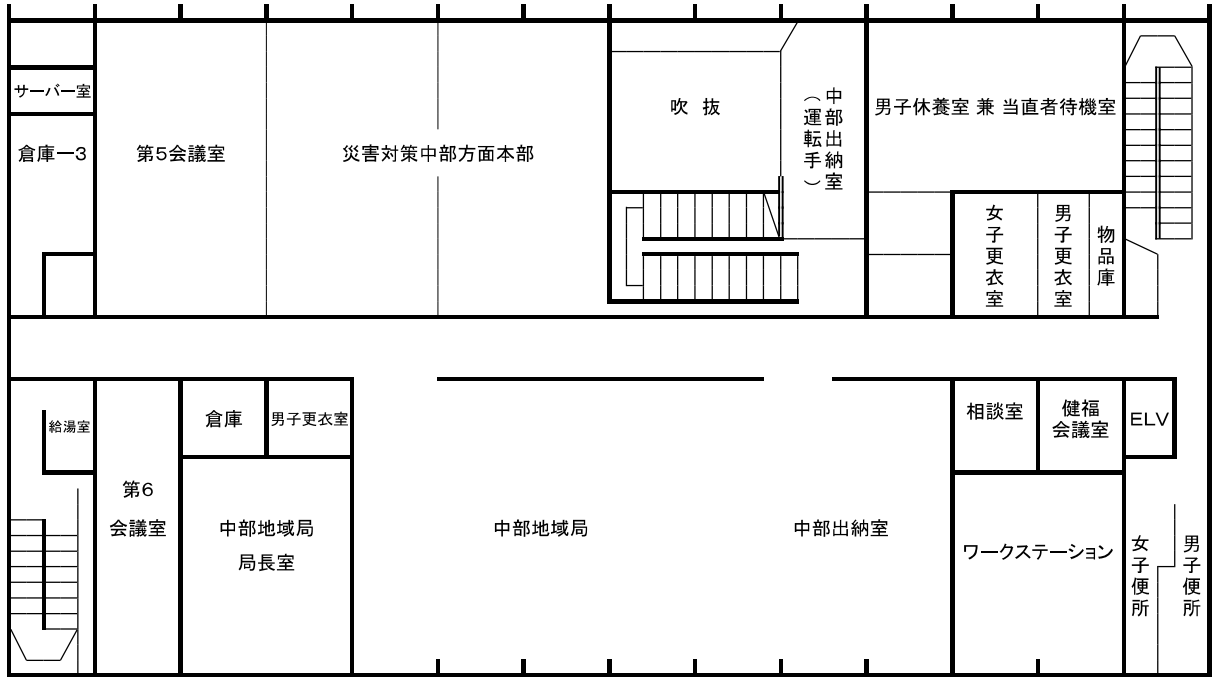 サーバー室
倉庫ー3
第5会議室
災害対策中部方面本部
吹 抜
中部出納室
（運転手）
男子休養室 兼 当直者待機室
女子更衣室
男子更衣室
物品庫
給湯室
第6
会議室
倉庫
男子更衣室
中部地域局
局長室
中部地域局
中部出納室
相談室
健福
会議室
ELV
ワークステーション
女子便所
男子便所